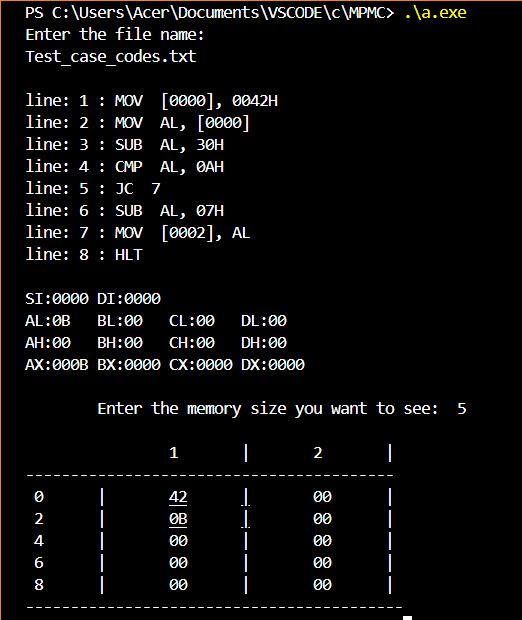 PS C:\Users\Acer\Documents\VSCODE\c\MPMC> .\a.exe
Enter the file name:
Test_case_codes.txt
line: 1 : MOV [0000], 0042H
line: 2 : MOV AL, [0000]
line: 3 : SUB AL, 30H
line: 4 : CMP AL, 0AH
line: 5 : JC 7
line: 6 : SUB AL, 07H
line: 7 : MOV [0002], AL
line: 8 : HLT
SI:0000 DI:0000
AL:0B BL:00 CL:00 DL:00
AH:00 BH:00 CH:00 DH:00
AX:000B BX:0000 CX:0000 DX:0000
Enter the memory size you want to see: 5
1 | 2 |
-----------------------------------------
0 | 42 | 00 |
2 | 0B | 00 |
4 | 00 | 00 |
6 | 00 | 00 |
8 | 00 | 00 |
------------------------------------------